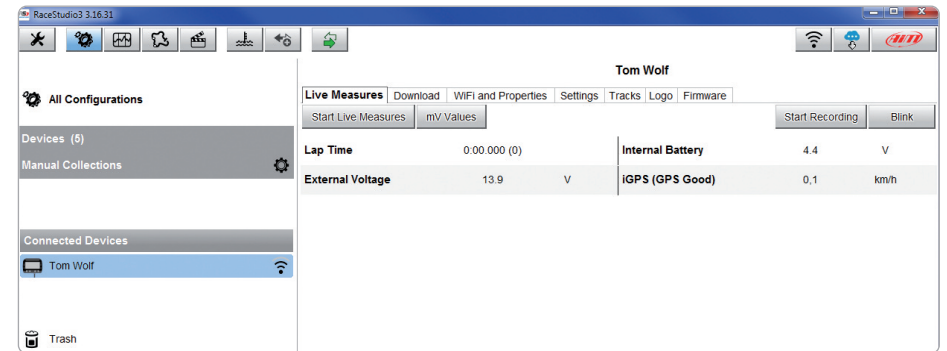 RaceStudio3 3.16.31
AiM
Tom Wolf
All Configurations
Live Measures Download WiFi and Properties Settings Tracks Logo Firmware
Start Live Measures mV Values Start Recording Blink
Devices (5)
Manual Collections
Lap Time 0:00.000 (0) Internal Battery 4.4 V
External Voltage 13.9 V iGPS (GPS Good) 0,1 km/h
Connected Devices
Tom Wolf
Trash